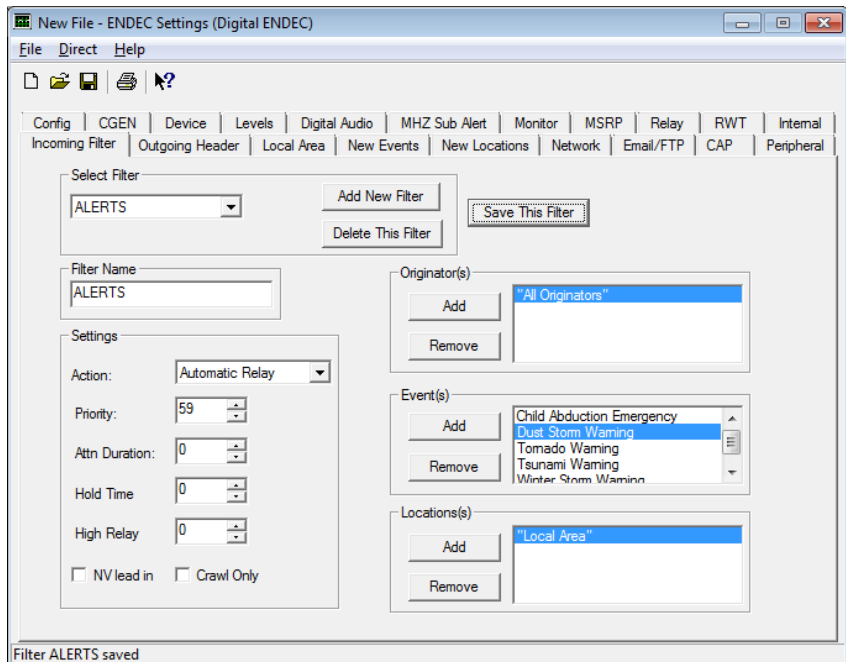 New File - ENDEC Settings (Digital ENDEC)
File Direct Help
Config CGEN Device Levels Digital Audio MHZ Sub Alert Monitor MSRP Relay RWT Internal
Incoming Filter Outgoing Header Local Area New Events New Locations Network Email/FTP CAP Peripheral
Select Filter
ALERTS
Add New Filter
Delete This Filter
Save This Filter
Filter Name
ALERTS
Settings
Action: Automatic Relay
Priority: 59
Attn Duration: 0
Hold Time 0
High Relay 0
NV lead in Crawl Only
Originator(s)
Add
Remove
"All Originators"
Event(s)
Add
Remove
Child Abduction Emergency
Dust Storm Warning
Tornado Warning
Tsunami Warning
Winter Storm Warning
Locations(s)
Add
Remove
"Local Area"
Filter ALERTS saved